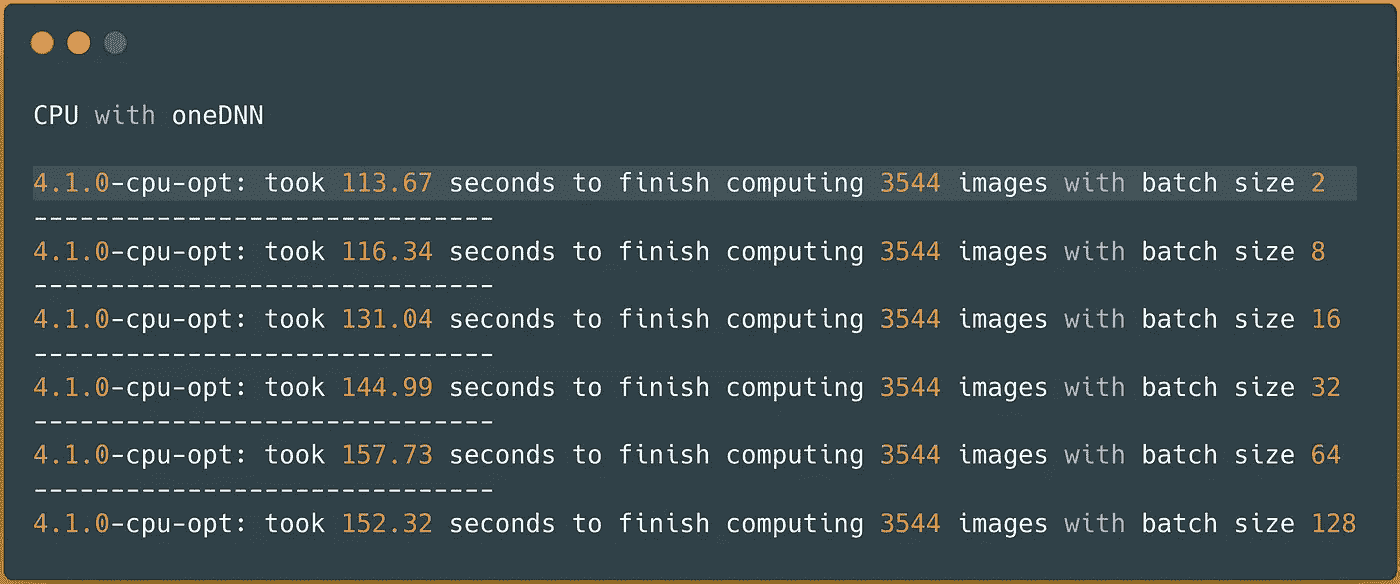 CPU with oneDNN
4.1.0-cpu-opt: took 113.67 seconds to finish computing 3544 images with batch size 2
------------------------------
4.1.0-cpu-opt: took 116.34 seconds to finish computing 3544 images with batch size 8
------------------------------
4.1.0-cpu-opt: took 131.04 seconds to finish computing 3544 images with batch size 16
------------------------------
4.1.0-cpu-opt: took 144.99 seconds to finish computing 3544 images with batch size 32
------------------------------
4.1.0-cpu-opt: took 157.73 seconds to finish computing 3544 images with batch size 64
------------------------------
4.1.0-cpu-opt: took 152.32 seconds to finish computing 3544 images with batch size 128